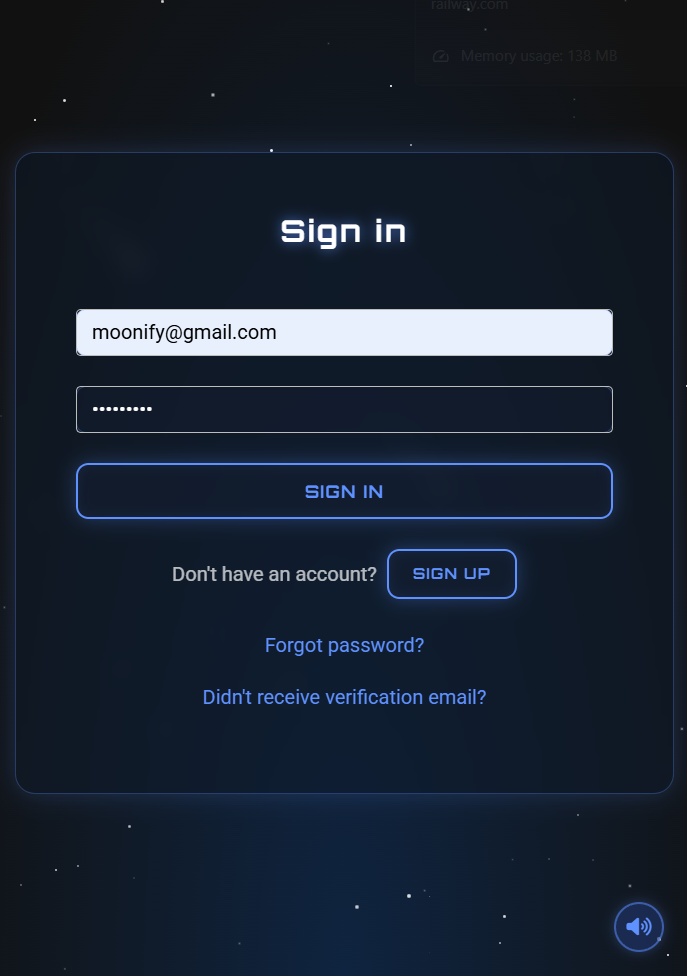 railway.com
Memory usage: 138 MB
Sign in
moonify@gmail.com
•••••••••
SIGN IN
Don't have an account? SIGN UP
Forgot password?
Didn't receive verification email?